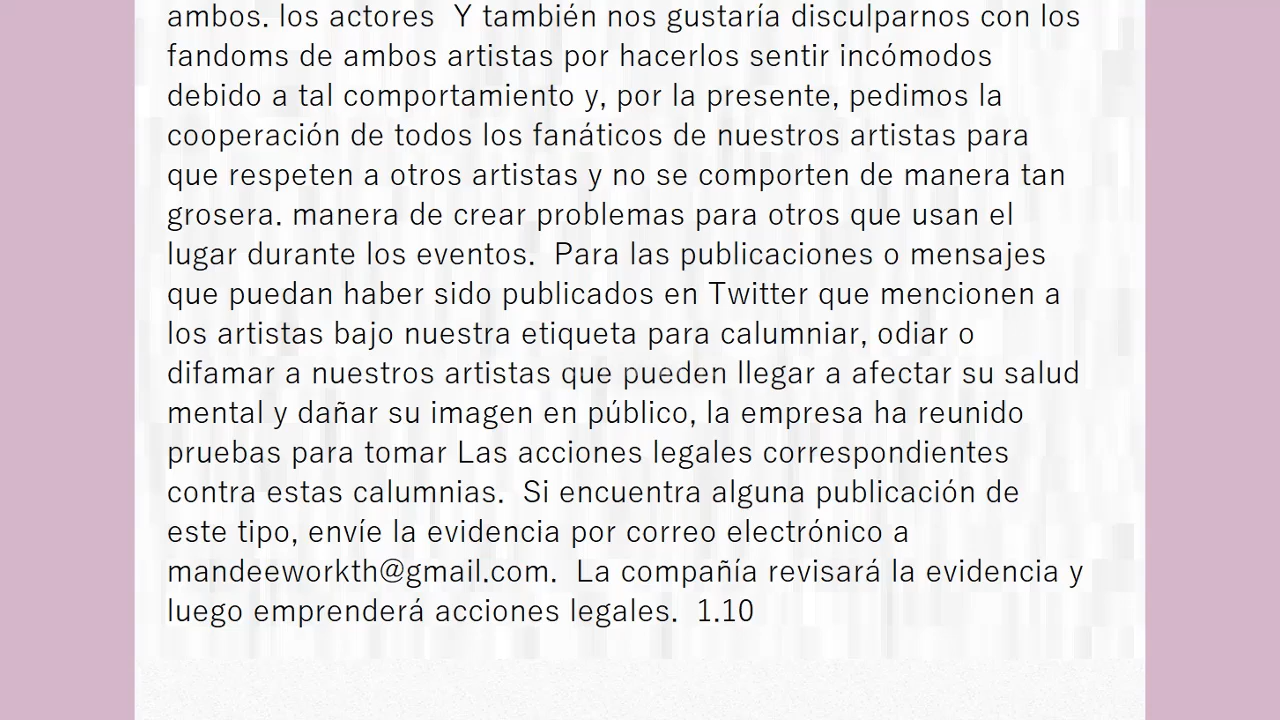 ambos. los actores  Y también nos gustaría disculparnos con los
fandoms de ambos artistas por hacerlos sentir incómodos
debido a tal comportamiento y, por la presente, pedimos la
cooperación de todos los fanáticos de nuestros artistas para
que respeten a otros artistas y no se comporten de manera tan
grosera. manera de crear problemas para otros que usan el
lugar durante los eventos.  Para las publicaciones o mensajes
que puedan haber sido publicados en Twitter que mencionen a
los artistas bajo nuestra etiqueta para calumniar, odiar o
difamar a nuestros artistas que pueden llegar a afectar su salud
mental y dañar su imagen en público, la empresa ha reunido
pruebas para tomar Las acciones legales correspondientes
contra estas calumnias.  Si encuentra alguna publicación de
este tipo, envíe la evidencia por correo electrónico a
mandeeworkth@gmail.com.  La compañía revisará la evidencia y
luego emprenderá acciones legales.  1.10